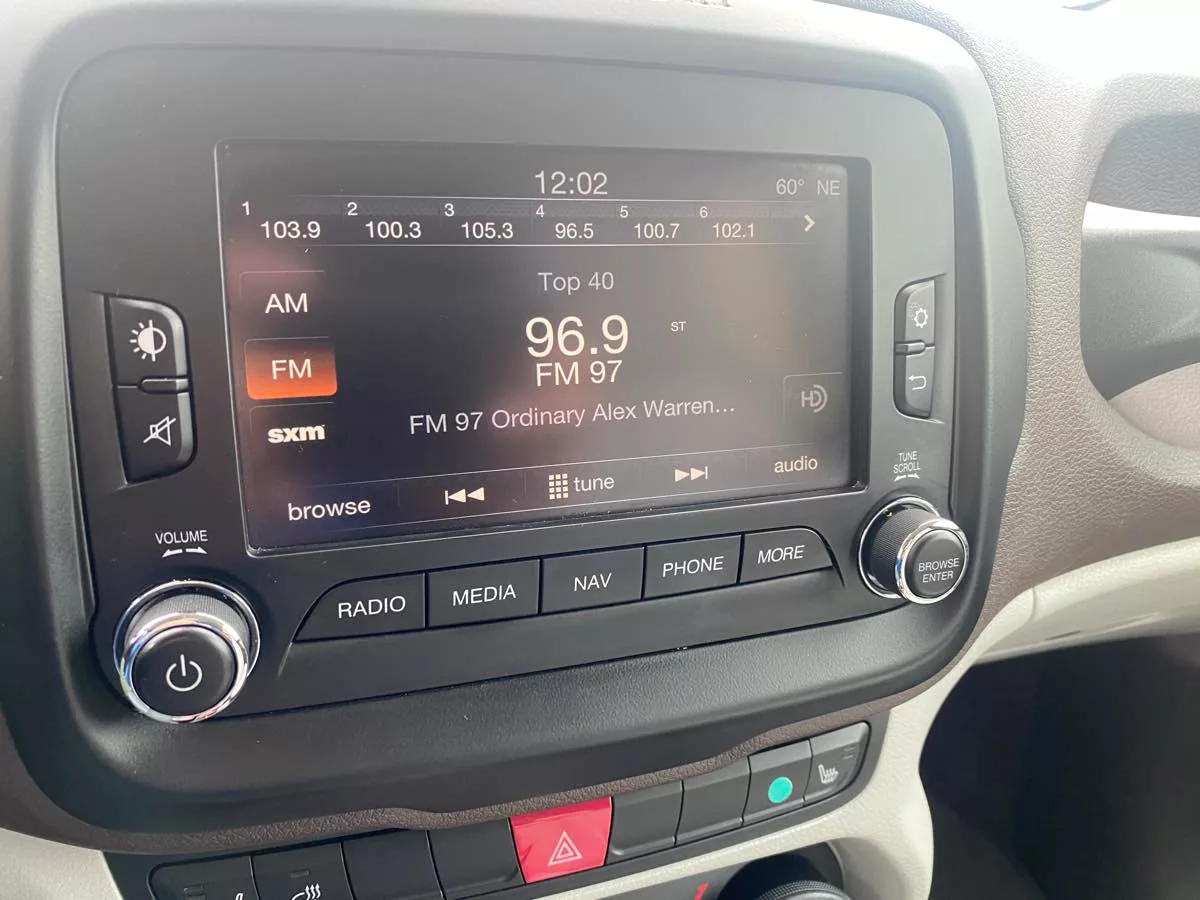 12:02
60° NE
1 2 3 4 5 6
103.9 100.3 105.3 96.5 100.7 102.1
Top 40
AM
96.9 ST
FM
FM 97
HD
FM 97 Ordinary Alex Warren...
sxm
browse tune audio
TUNE
SCROLL
VOLUME
RADIO MEDIA NAV PHONE MORE
BROWSE
ENTER